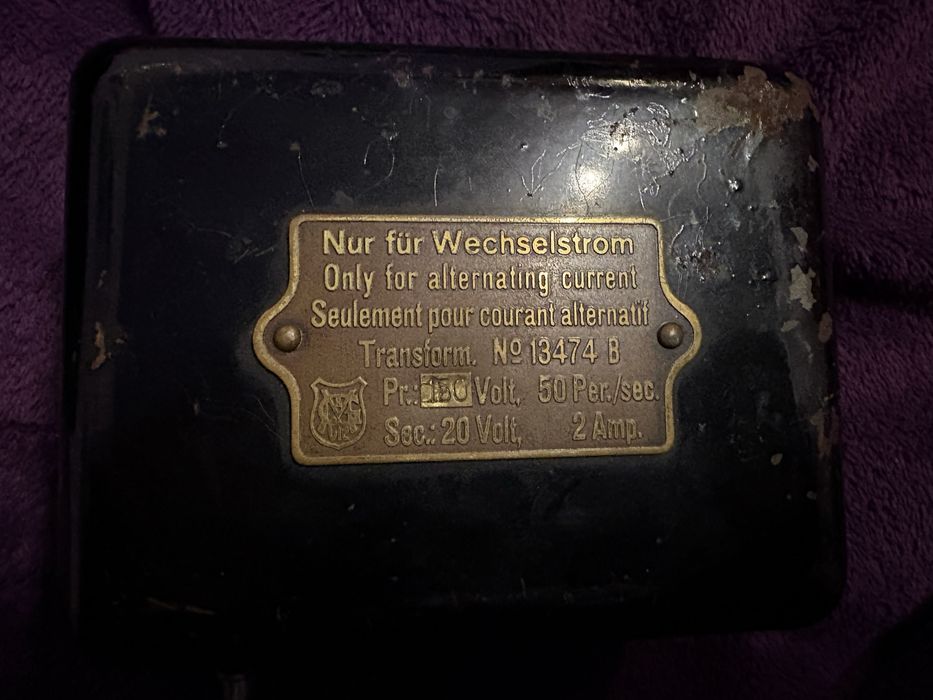 Nur für Wechselstrom
Only for alternating current
Seulement pour courant alternatif
Transform. Nº 13474 B
Pr.: Volt, 50 Per./sec.
Sec.: 20 Volt, 2 Amp.